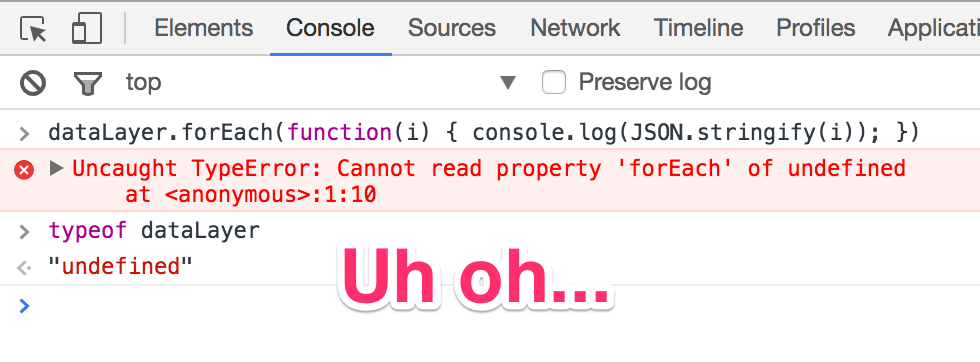 Elements Console Sources Network Timeline Profiles Applicati
top Preserve log
> dataLayer.forEach(function(i) { console.log(JSON.stringify(i)); })
Uncaught TypeError: Cannot read property 'forEach' of undefined
at <anonymous>:1:10
> typeof dataLayer
"undefined"
Uh oh...
>